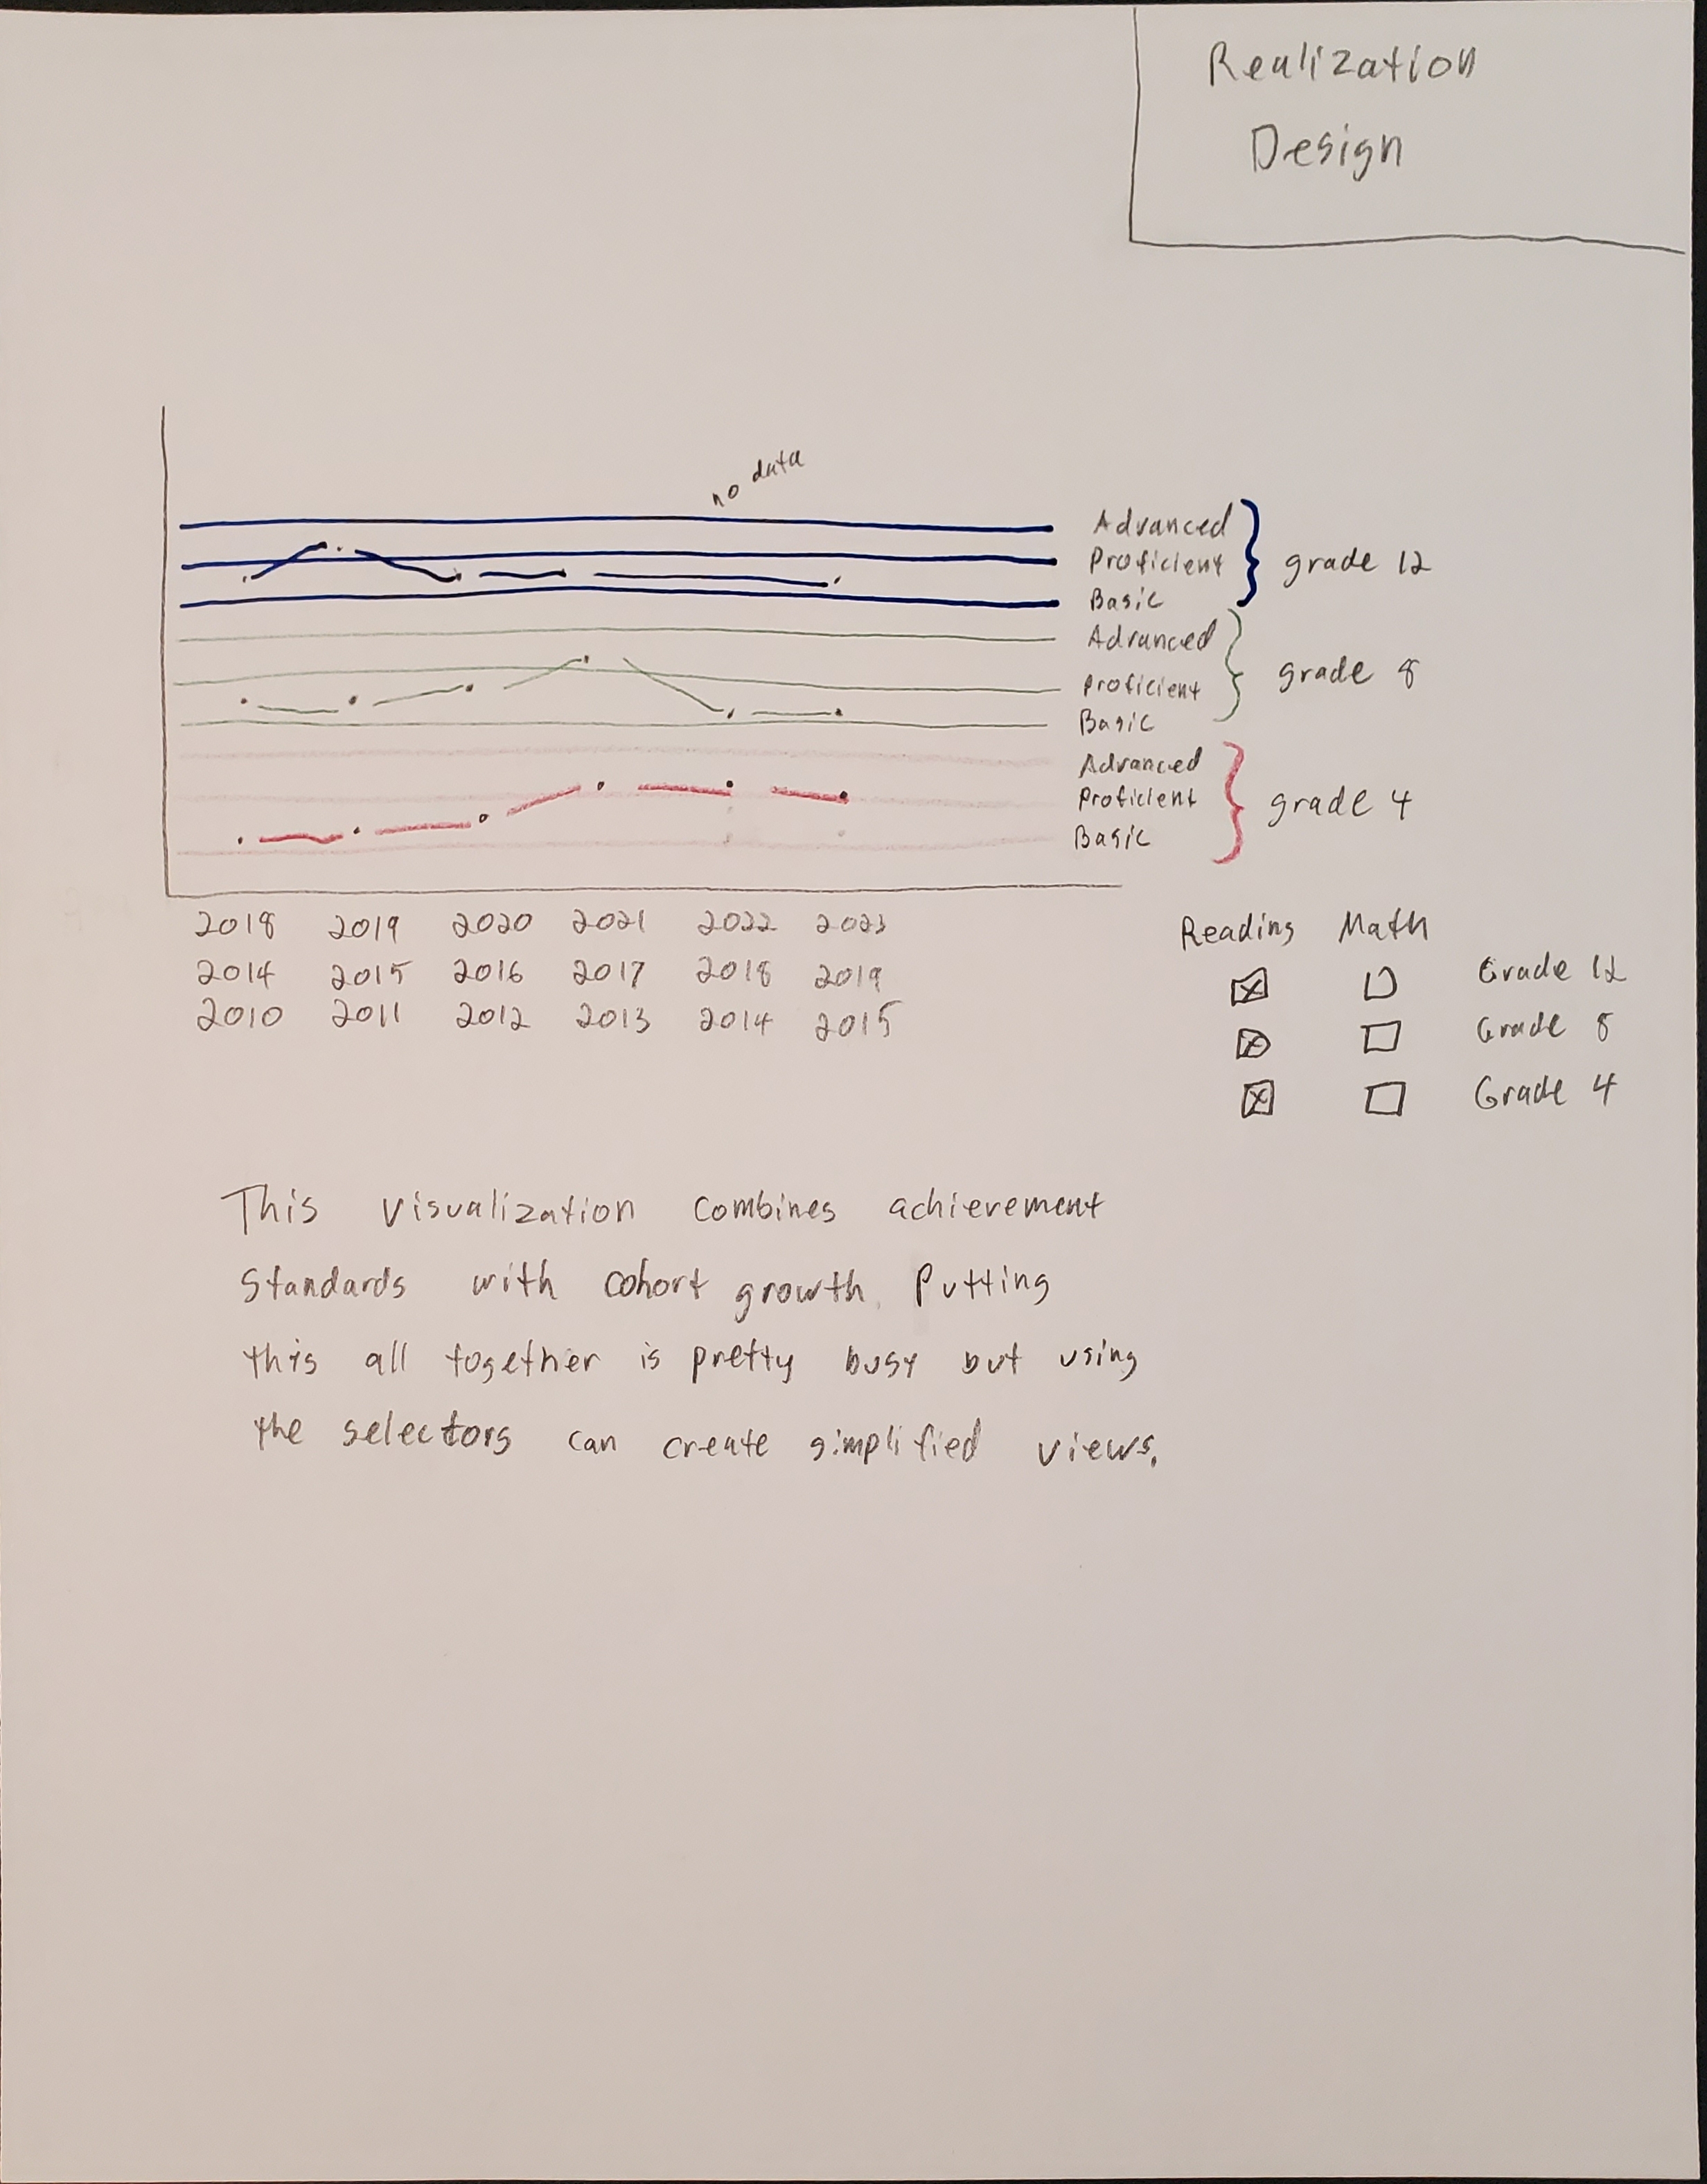 Realization
Design
no data
Advanced
Proficient
Basic
grade 12
Advanced
Proficient
Basic
grade 8
Advanced
Proficient
Basic
grade 4
2018 2019 2020 2021 2022 2023
2014 2015 2016 2017 2018 2019
2010 2011 2012 2013 2014 2015
Reading Math
Grade 12
Grade 8
Grade 4
This visualization combines achievement
standards with cohort growth. Putting
this all together is pretty busy but using
the selectors can create simplified views.